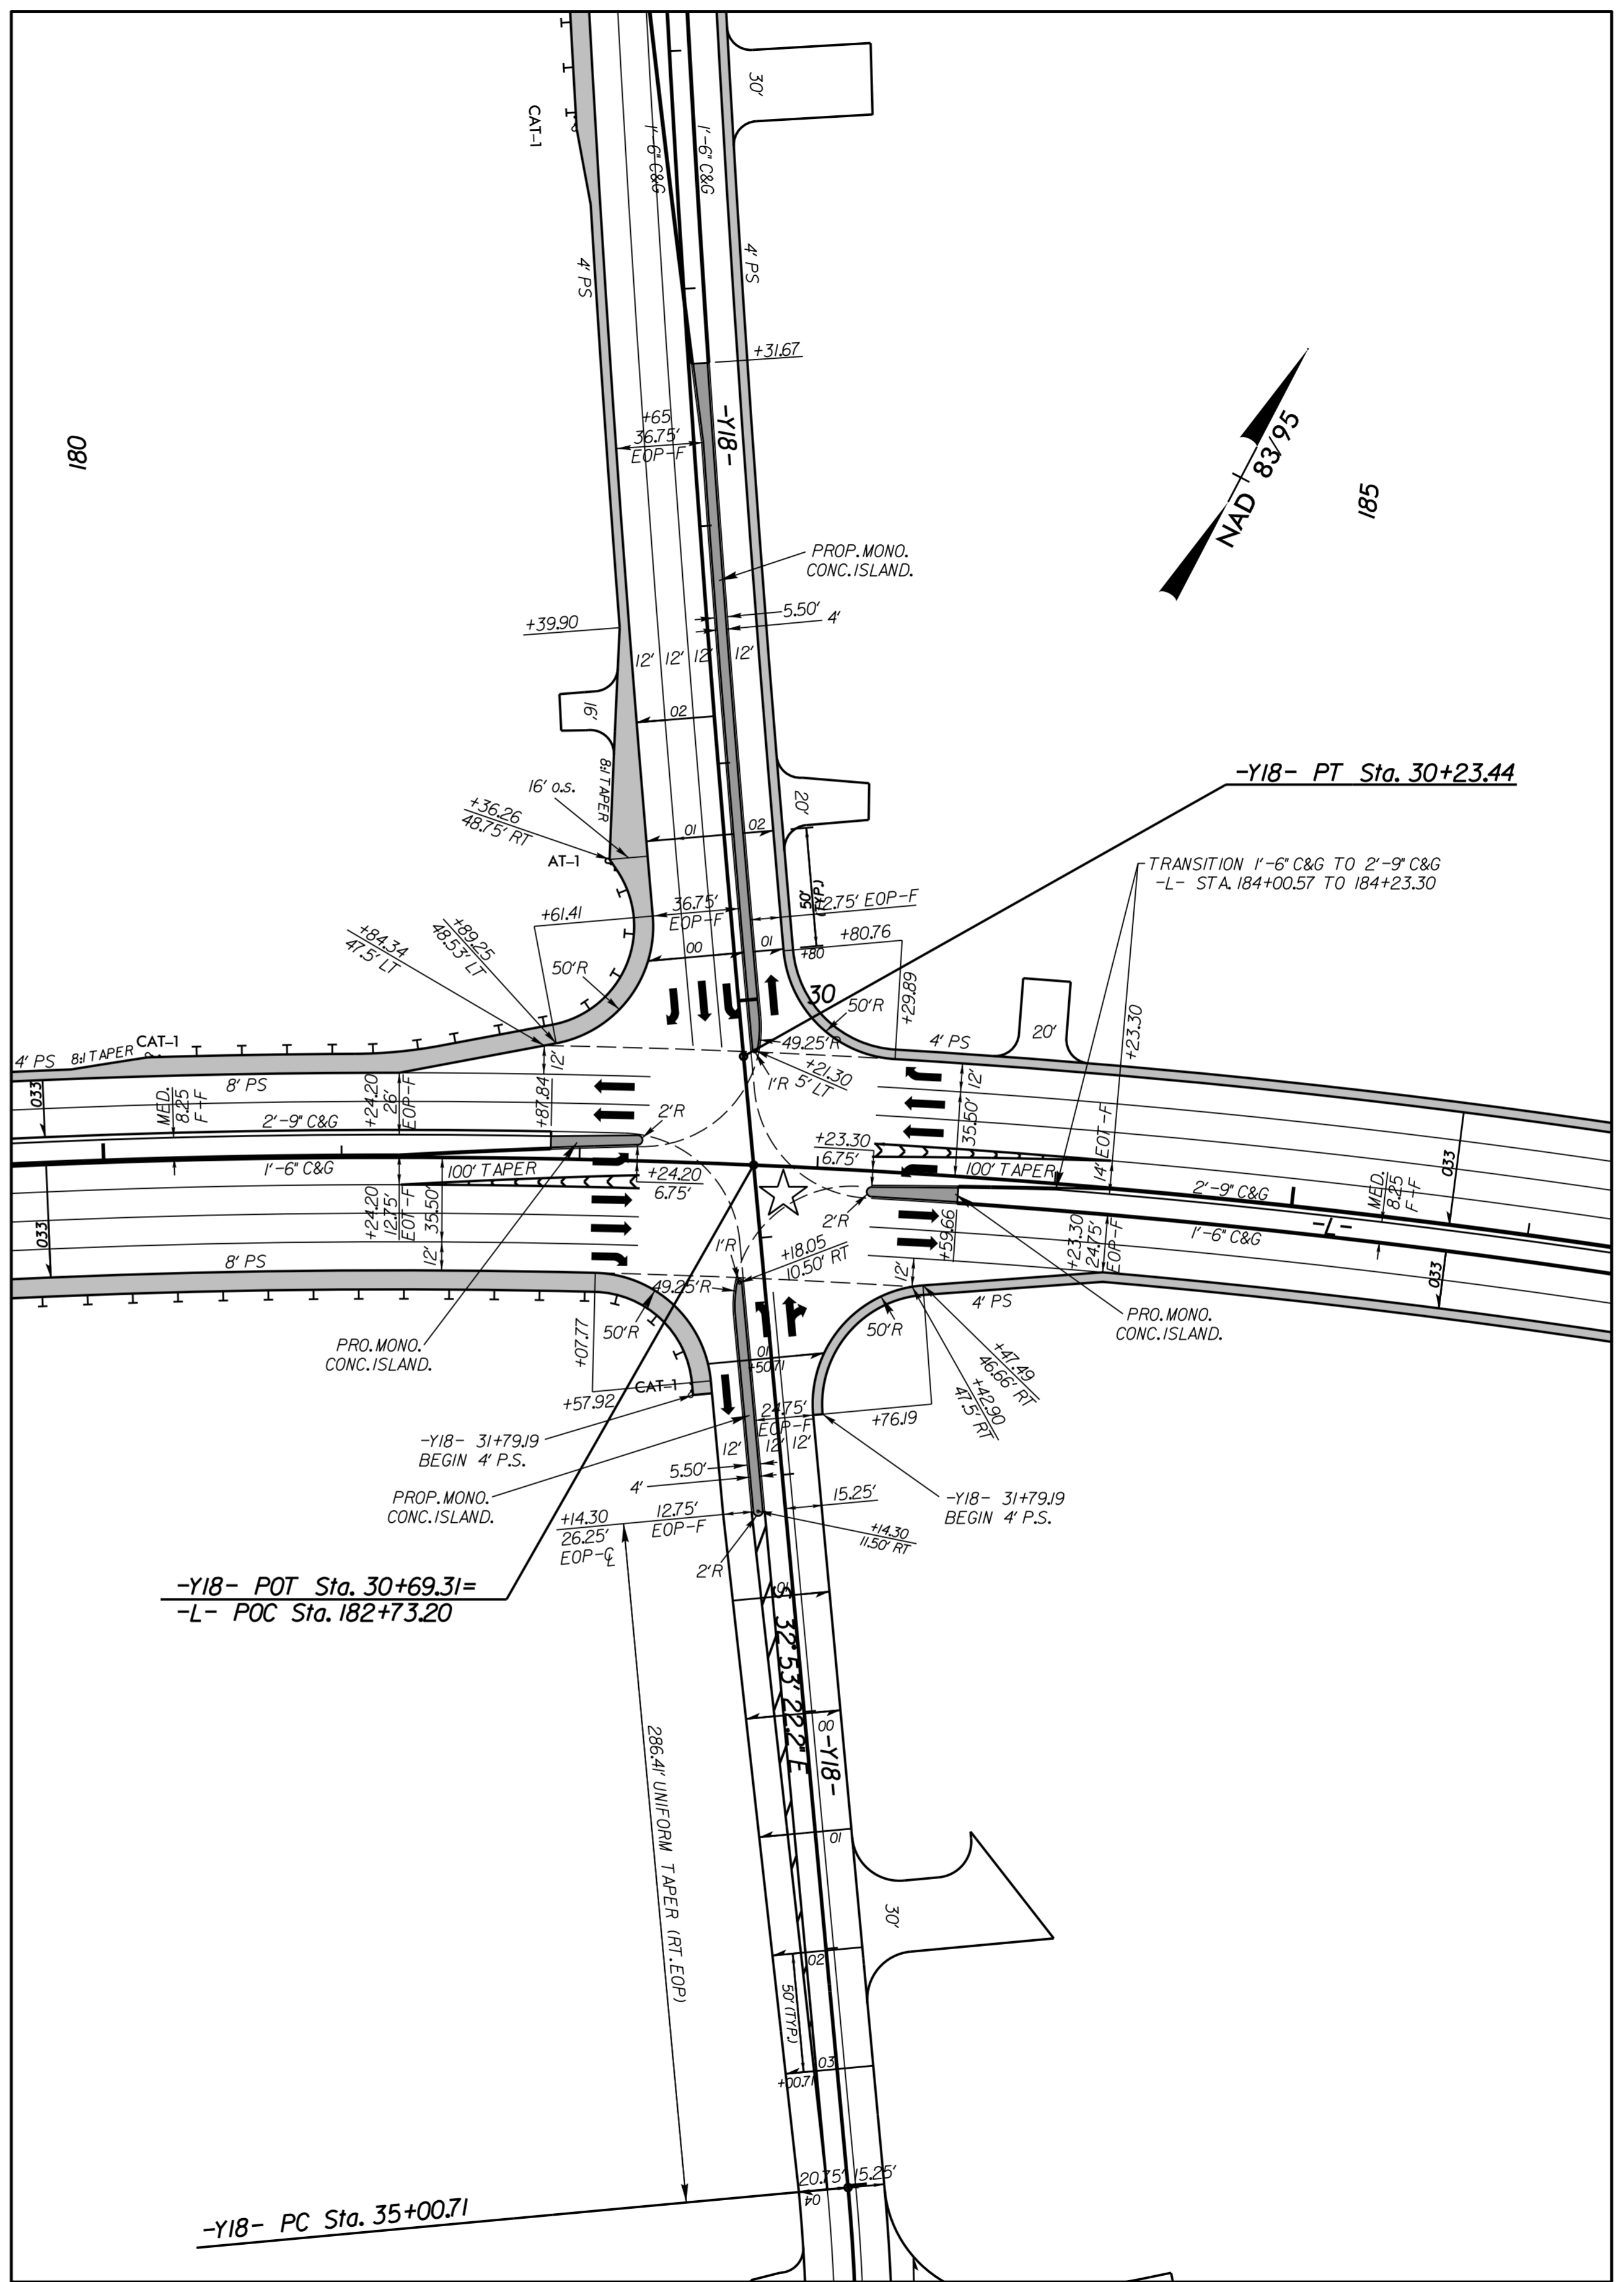 30'
CAT-1
1'-6" C&G
1'-6" C&G
4' PS
4' PS
+31.67
-Y18-
+65
36.75'
EOP-F
180
NAD 83/95
185
PROP. MONO.
CONC. ISLAND.
5.50'
4'
+39.90
12'
12'
12'
12'
16'
02
8:1 TAPER
16' o.s.
+36.26
48.75' RT
AT-1
01
02
20'
-Y18- PT Sta. 30+23.44
TRANSITION 1'-6" C&G TO 2'-9" C&G
-L- STA. 184+00.57 TO 184+23.30
50'
(TYP.)
36.75'
EOP-F
12.75' EOP-F
+61.41
+89.25
48.53' LT
+84.34
47.5' LT
00
01
+80
+80.76
50'R
30
50'R
+29.89
20'
+23.30
49.25'R
+21.30
5' LT
1'R
4' PS
CAT-1
4' PS
8:1 TAPER
8' PS
033
MED.
8.25
F-F
+24.20
26'
EOP-F
+87.84
12'
2'R
2'-9" C&G
1'-6" C&G
100' TAPER
+24.20
6.75'
+23.30
6.75'
12'
35.50'
14' EOT-F
100' TAPER
2'-9" C&G
1'-6" C&G
MED.
8.25
F-F
033
-L-
033
033
+24.20
12.75'
EOT-F
35.50'
12'
8' PS
2'R
+59.66
+23.30
24.75'
EOP-F
12'
1'R
+18.05
10.50' RT
49.25'R
50'R
+07.77
4' PS
50'R
PRO. MONO.
CONC. ISLAND.
PRO. MONO.
CONC. ISLAND.
+47.49
46.66' RT
+42.90
47.5' RT
01
+50.71
CAT-1
+57.92
24.75'
EOP-F
+76.19
-Y18- 31+79.19
BEGIN 4' P.S.
12'
12'
12'
5.50'
4'
PROP. MONO.
CONC. ISLAND.
15.25'
-Y18- 31+79.19
BEGIN 4' P.S.
+14.30
26.25'
EOP-℄
12.75'
EOP-F
+14.30
11.50' RT
2'R
-Y18- POT Sta. 30+69.31=
-L- POC Sta. 182+73.20
01
S 32° 53' 22.2" E
00
-Y18-
286.41' UNIFORM TAPER (RT. EOP)
01
30'
02
50' (TYP.)
03
+00.71
20.75'
15.25'
04
-Y18- PC Sta. 35+00.71